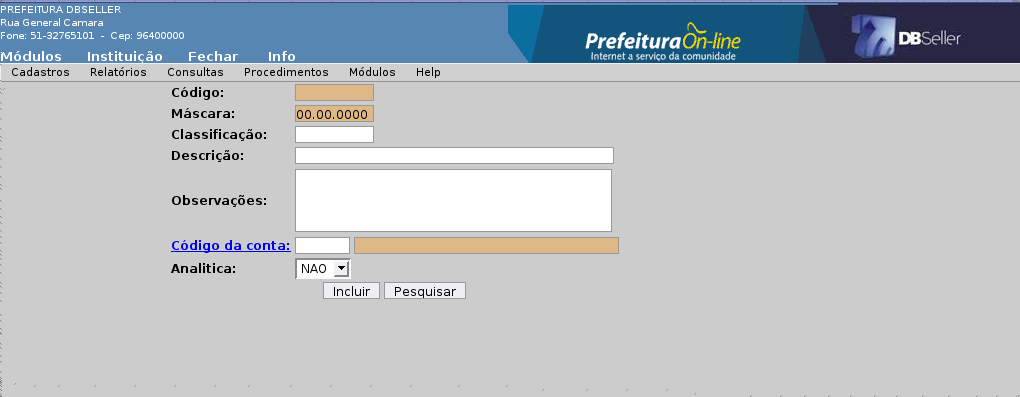 PREFEITURA DBSELLER
Rua General Camara
Fone: 51-32765101 - Cep: 96400000
Módulos Instituição Fechar Info
PrefeituraOn-line
Internet a serviço da comunidade
DBSeller
Cadastros Relatórios Consultas Procedimentos Módulos Help
Código:
Máscara: 00.00.0000
Classificação:
Descrição:
Observações:
Código da conta:
Analitica: NAO
Incluir Pesquisar